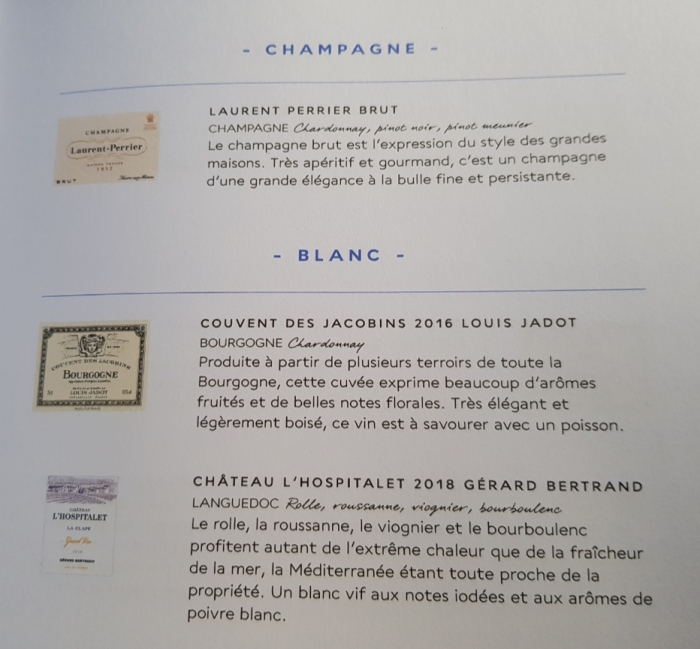 - CHAMPAGNE -
LAURENT PERRIER BRUT
CHAMPAGNE Chardonnay, pinot noir, pinot meunier
Le champagne brut est l'expression du style des grandes
maisons. Très apéritif et gourmand, c'est un champagne
d'une grande élégance à la bulle fine et persistante.
CHAMPAGNE
Laurent-Perrier
BRUT
- BLANC -
COUVENT DES JACOBINS 2016 LOUIS JADOT
BOURGOGNE Chardonnay
Produite à partir de plusieurs terroirs de toute la
Bourgogne, cette cuvée exprime beaucoup d'arômes
fruités et de belles notes florales. Très élégant et
légèrement boisé, ce vin est à savourer avec un poisson.
COUVENT DES JACOBINS
BOURGOGNE
LOUIS JADOT
CHÂTEAU L'HOSPITALET 2018 GÉRARD BERTRAND
LANGUEDOC Rolle, roussanne, viognier, bourboulenc
Le rolle, la roussanne, le viognier et le bourboulenc
profitent autant de l'extrême chaleur que de la fraîcheur
de la mer, la Méditerranée étant toute proche de la
propriété. Un blanc vif aux notes iodées et aux arômes de
poivre blanc.
CHATEAU
L'HOSPITALET
LA CLAPE
Grand Vin
GÉRARD BERTRAND